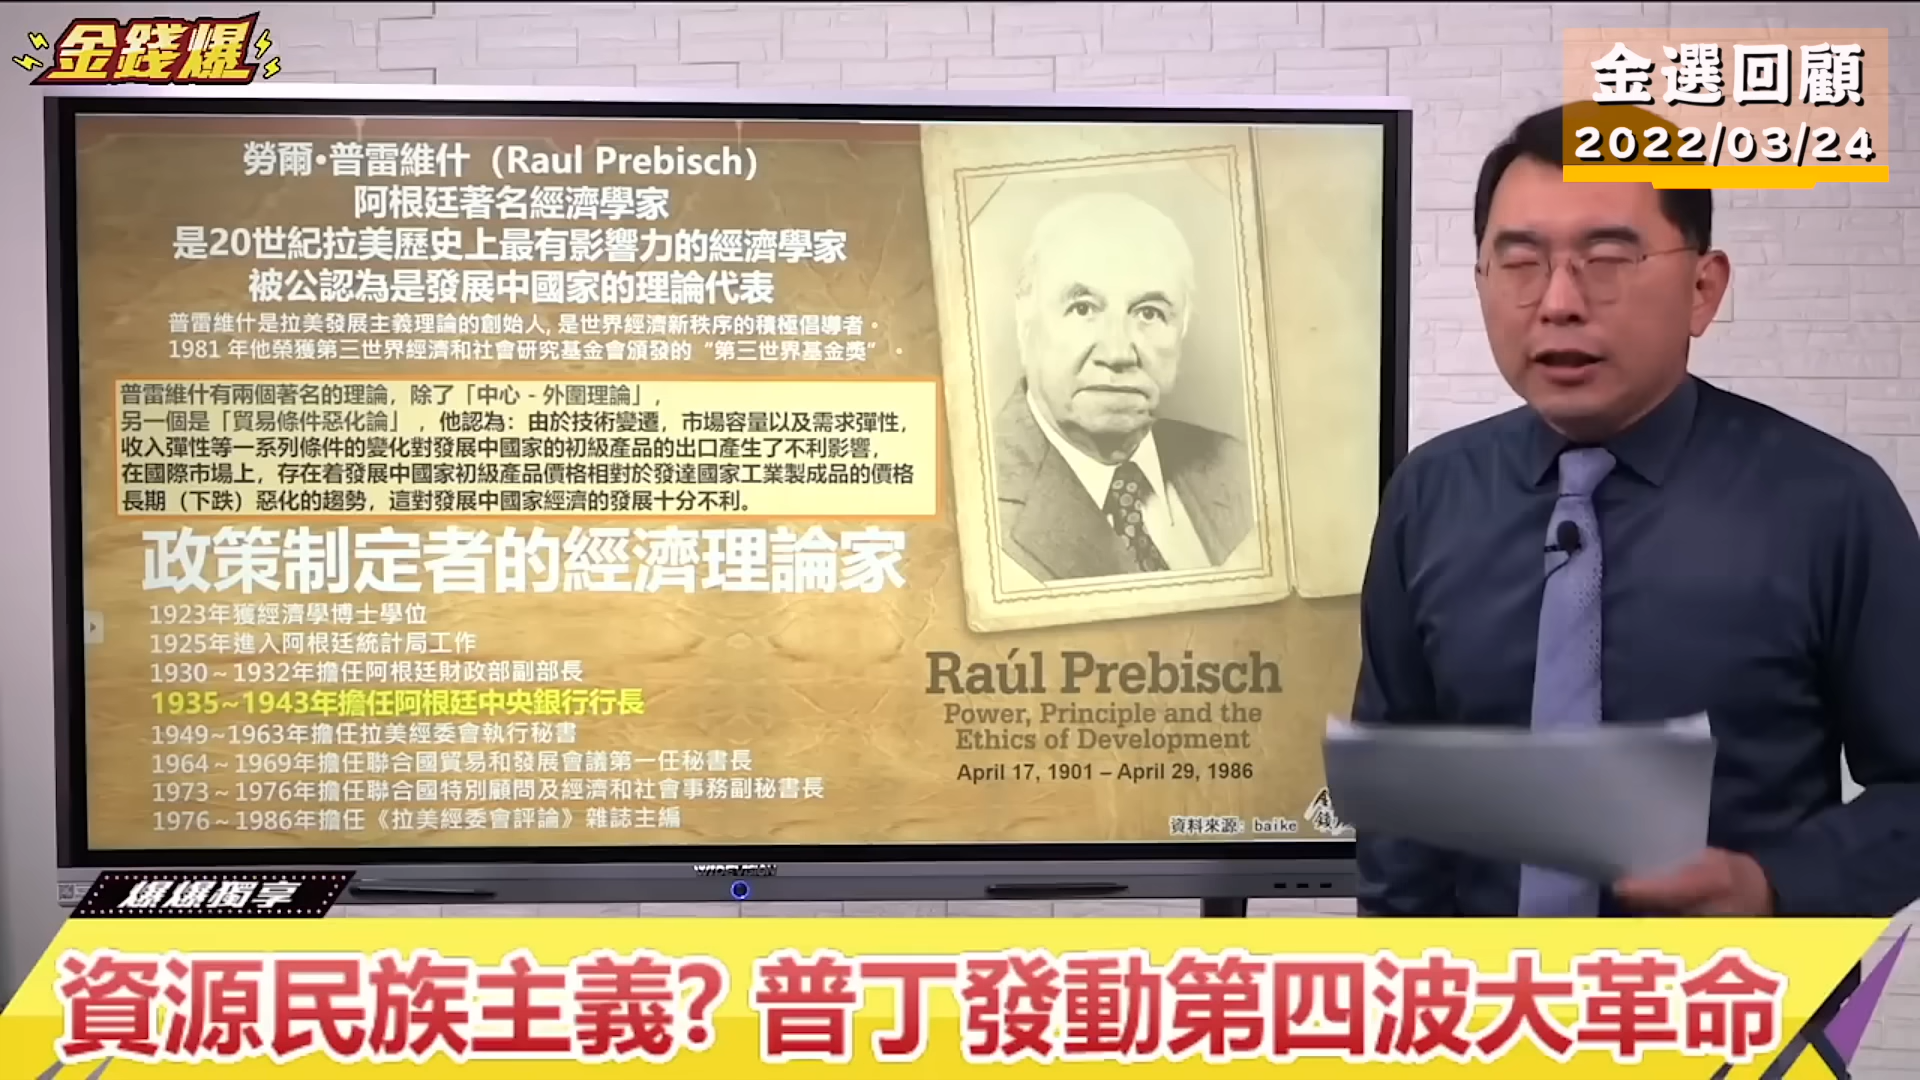 金錢爆
金選回顧
2022/03/24
勞爾·普雷維什（Raul Prebisch）
阿根廷著名經濟學家
是20世紀拉美歷史上最有影響力的經濟學家
被公認為是發展中國家的理論代表
普雷維什是拉美發展主義理論的創始人, 是世界經濟新秩序的積極倡導者。
1981 年他榮獲第三世界經濟和社會研究基金會頒發的“第三世界基金獎”。
普雷維什有兩個著名的理論，除了「中心 - 外圍理論」，
另一個是「貿易條件惡化論」，他認為：由於技術變遷，市場容量以及需求彈性，
收入彈性等一系列條件的變化對發展中國家的初級產品的出口產生了不利影響，
在國際市場上，存在着發展中國家初級產品價格相對於發達國家工業製成品的價格
長期（下跌）惡化的趨勢，這對發展中國家經濟的發展十分不利。
政策制定者的經濟理論家
1923年獲經濟學博士學位
1925年進入阿根廷統計局工作
1930～1932年擔任阿根廷財政部副部長
1935~1943年擔任阿根廷中央銀行行長
1949~1963年擔任拉美經委會執行秘書
1964～1969年擔任聯合國貿易和發展會議第一任秘書長
1973～1976年擔任聯合國特別顧問及經濟和社會事務副秘書長
1976～1986年擔任《拉美經委會評論》雜誌主編
Raúl Prebisch
Power, Principle and the
Ethics of Development
April 17, 1901 – April 29, 1986
資料來源: baike
WIDEVISION
爆爆獨享
資源民族主義? 普丁發動第四波大革命